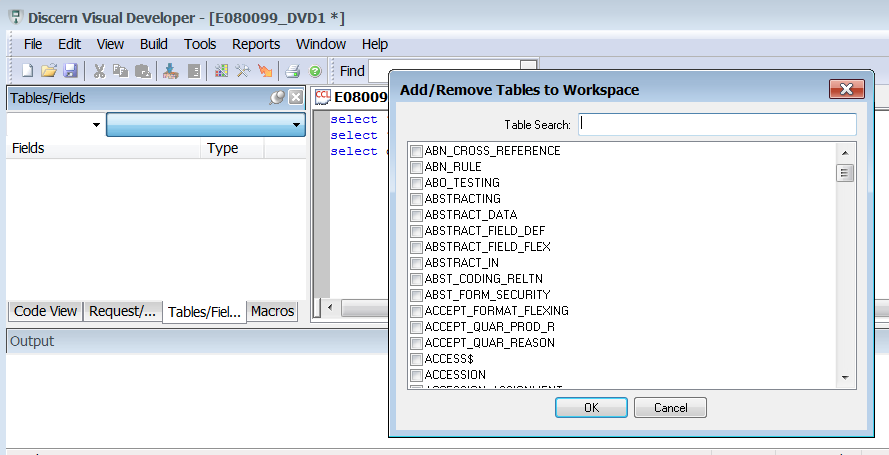 Discern Visual Developer - [E080099_DVD1 *]
File Edit View Build Tools Reports Window Help
Find
Tables/Fields
Fields Type
Code View Request/... Tables/Fiel... Macros
E08009
select
select
select
Add/Remove Tables to Workspace
Table Search:
ABN_CROSS_REFERENCE
ABN_RULE
ABO_TESTING
ABSTRACTING
ABSTRACT_DATA
ABSTRACT_FIELD_DEF
ABSTRACT_FIELD_FLEX
ABSTRACT_IN
ABST_CODING_RELTN
ABST_FORM_SECURITY
ACCEPT_FORMAT_FLEXING
ACCEPT_QUAR_PROD_R
ACCEPT_QUAR_REASON
ACCESS$
ACCESSION
OK Cancel
Output